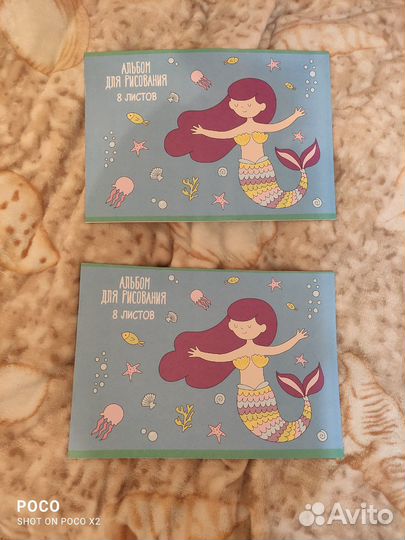 АЛЬБОМ
ДЛЯ РИСОВАНИЯ
8 ЛИСТОВ
АЛЬБОМ
ДЛЯ РИСОВАНИЯ
8 ЛИСТОВ
POCO
SHOT ON POCO X2
Avito